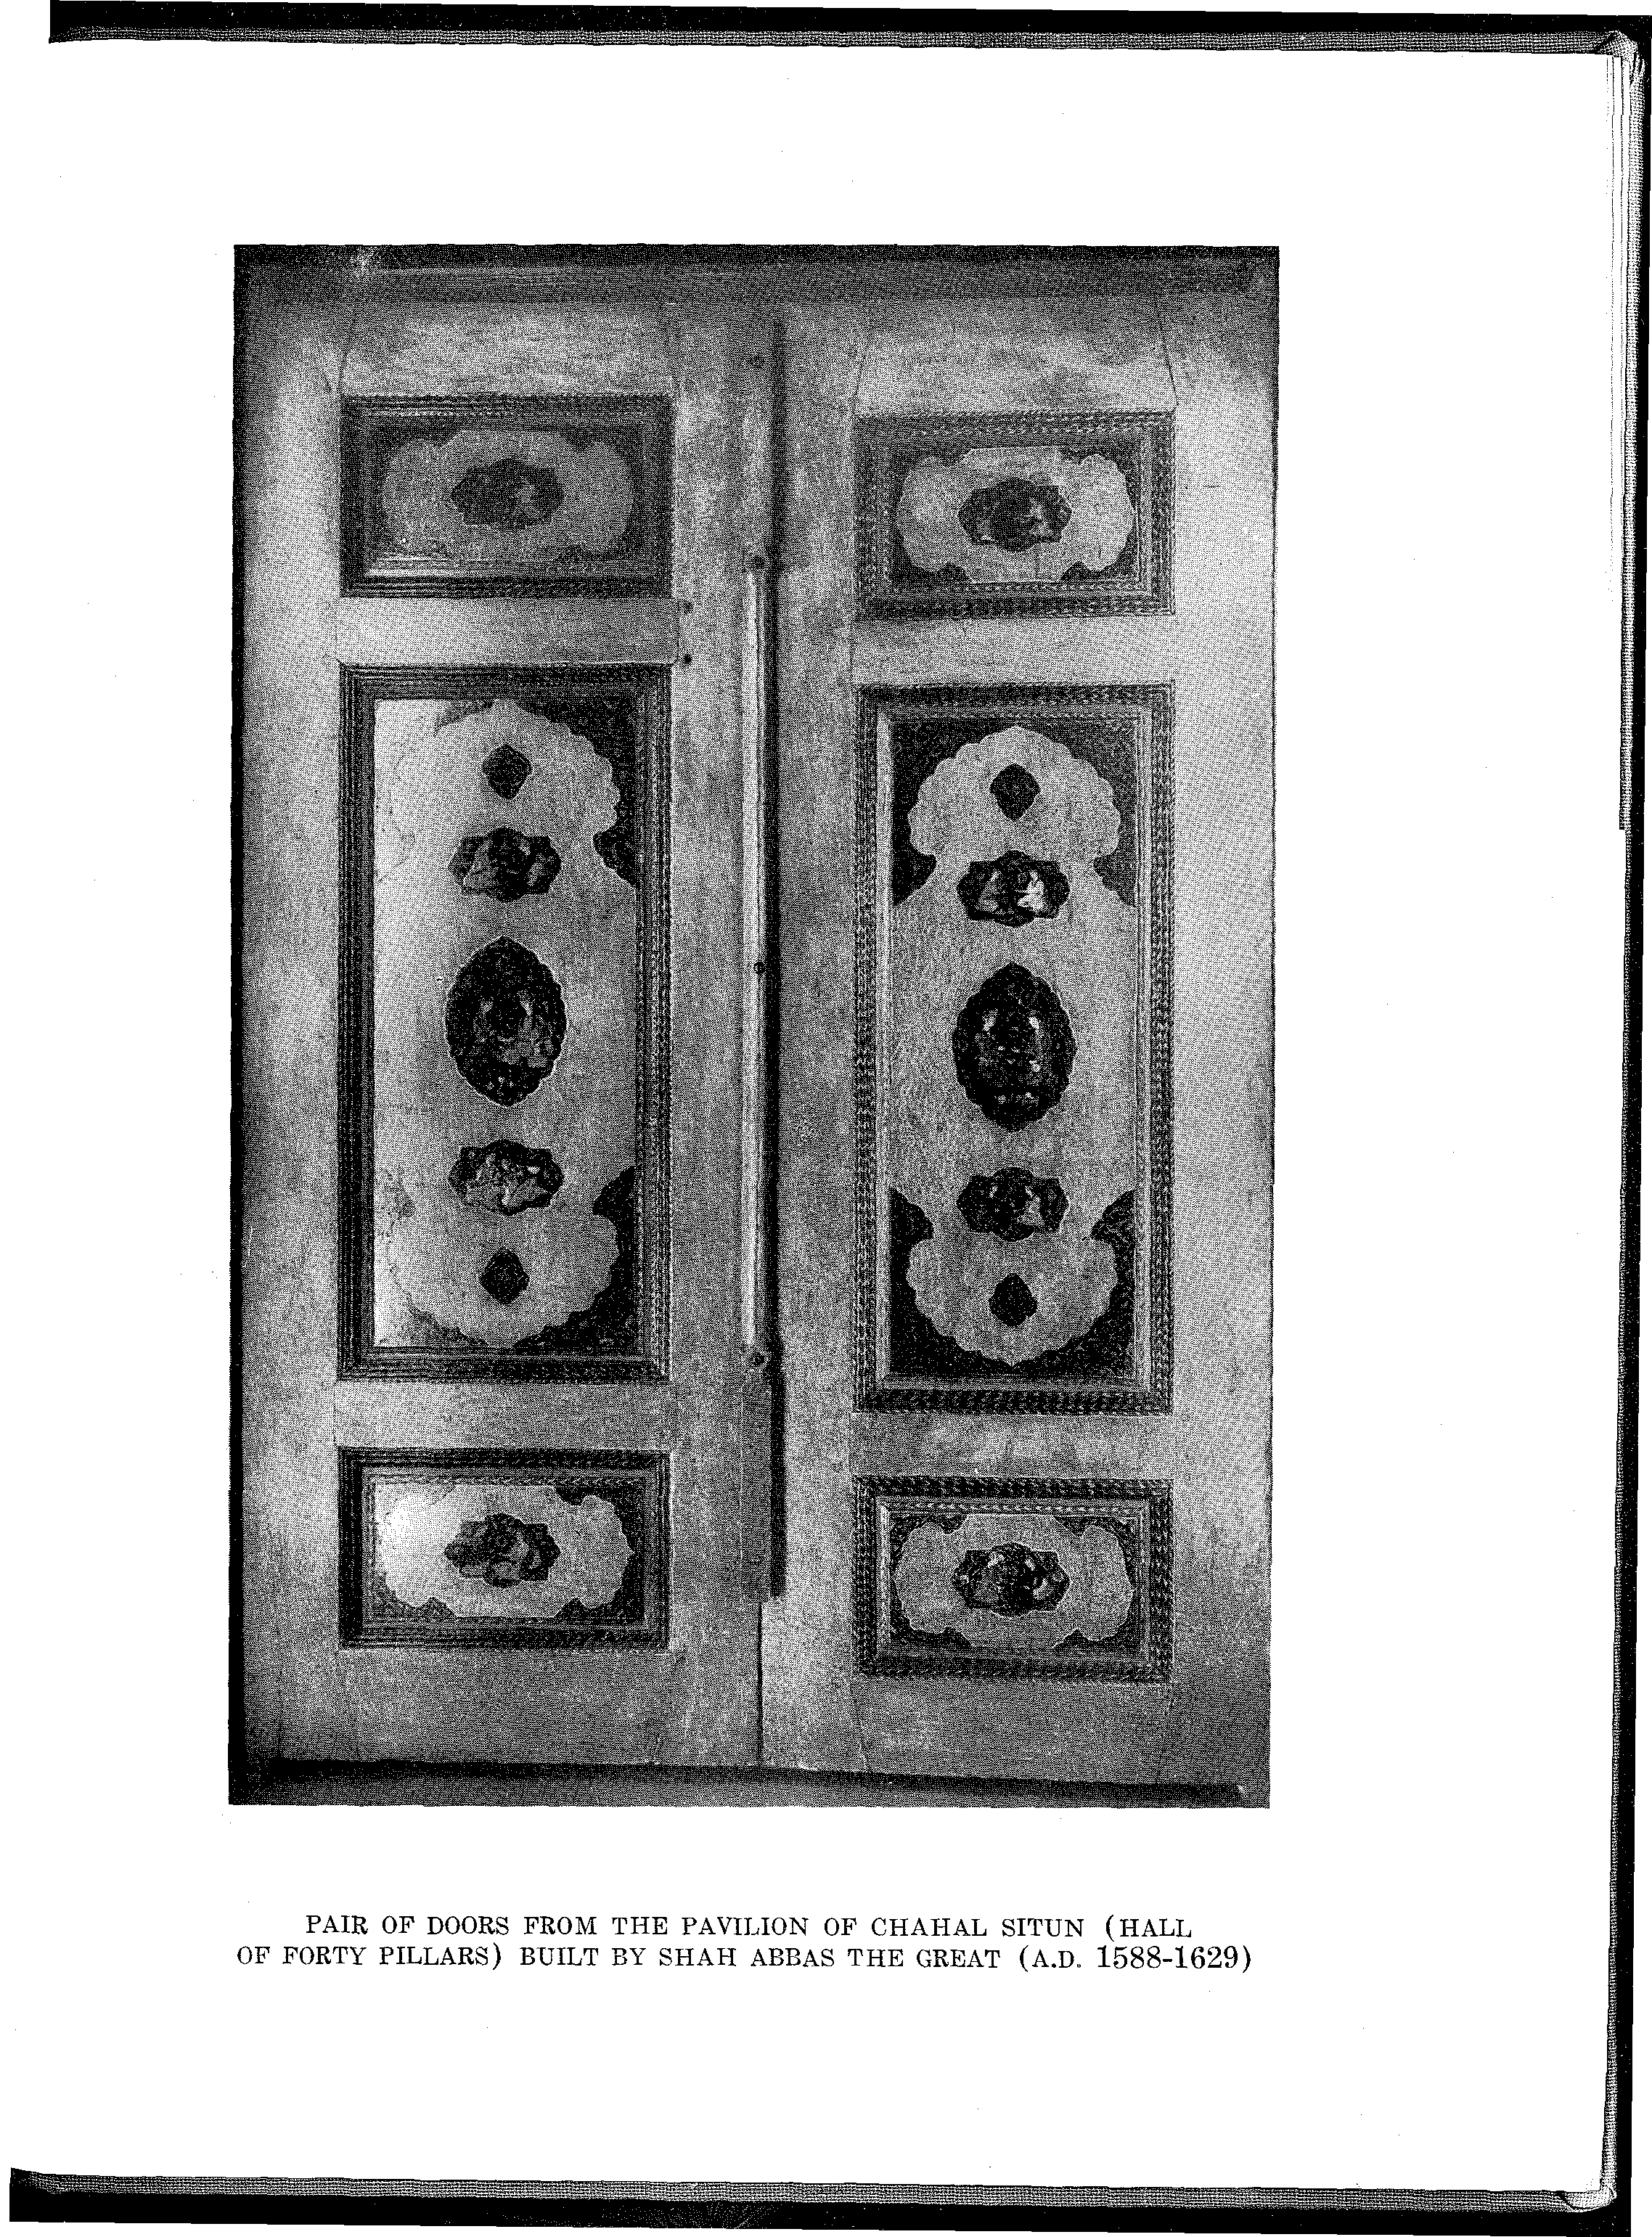 PAIR OF DOORS FROM THE PAVILION OF CHAHAL SITUN (HALL
OF FORTY PILLARS) BUILT BY SHAH ABBAS THE GREAT (A.D. 1588-1629)